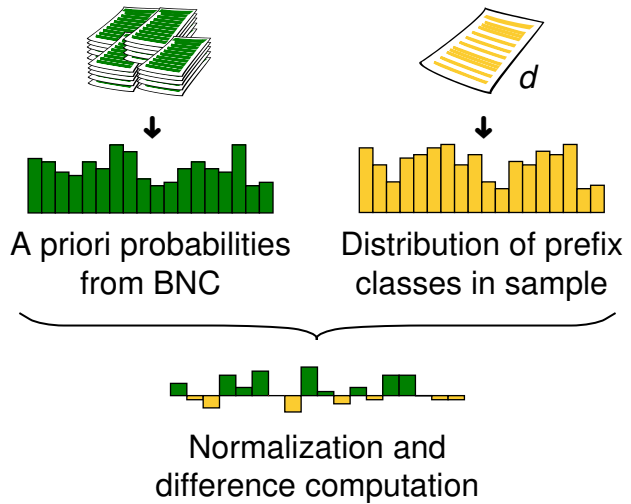 d
A priori probabilities
from BNC
Distribution of prefix
classes in sample
Normalization and
difference computation